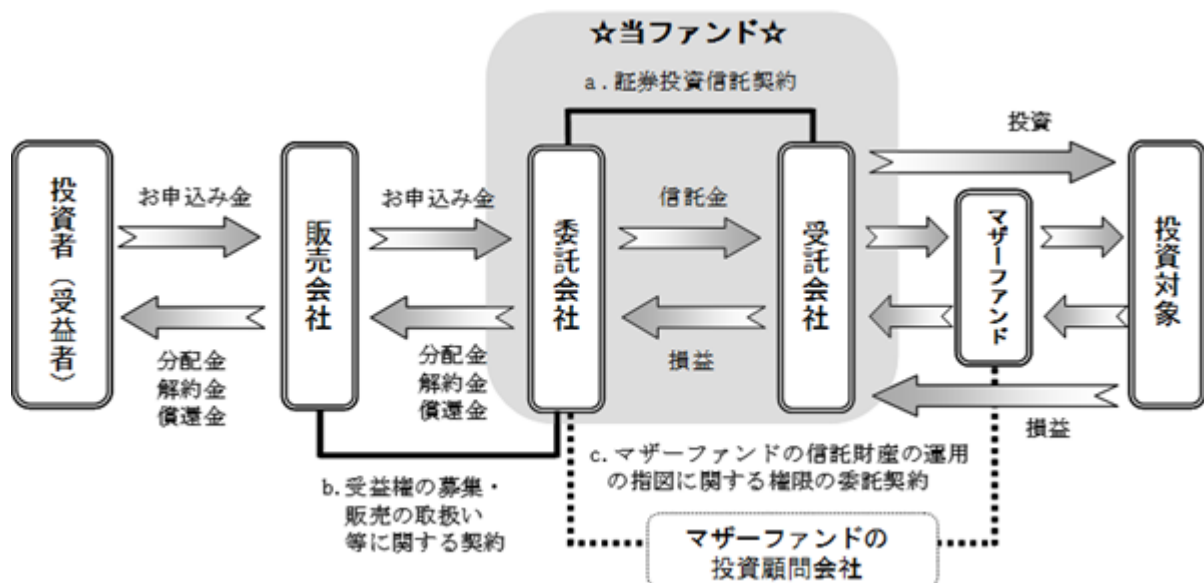 ☆当ファンド☆
a.証券投資信託契約
投資者（受益者）
お申込み金
分配金
解約金
償還金
販売会社
お申込み金
分配金
解約金
償還金
委託会社
信託金
損益
受託会社
投資
マザーファンド
損益
投資対象
b.受益権の募集・
販売の取扱い
等に関する契約
c.マザーファンドの信託財産の運用
の指図に関する権限の委託契約
マザーファンドの
投資顧問会社